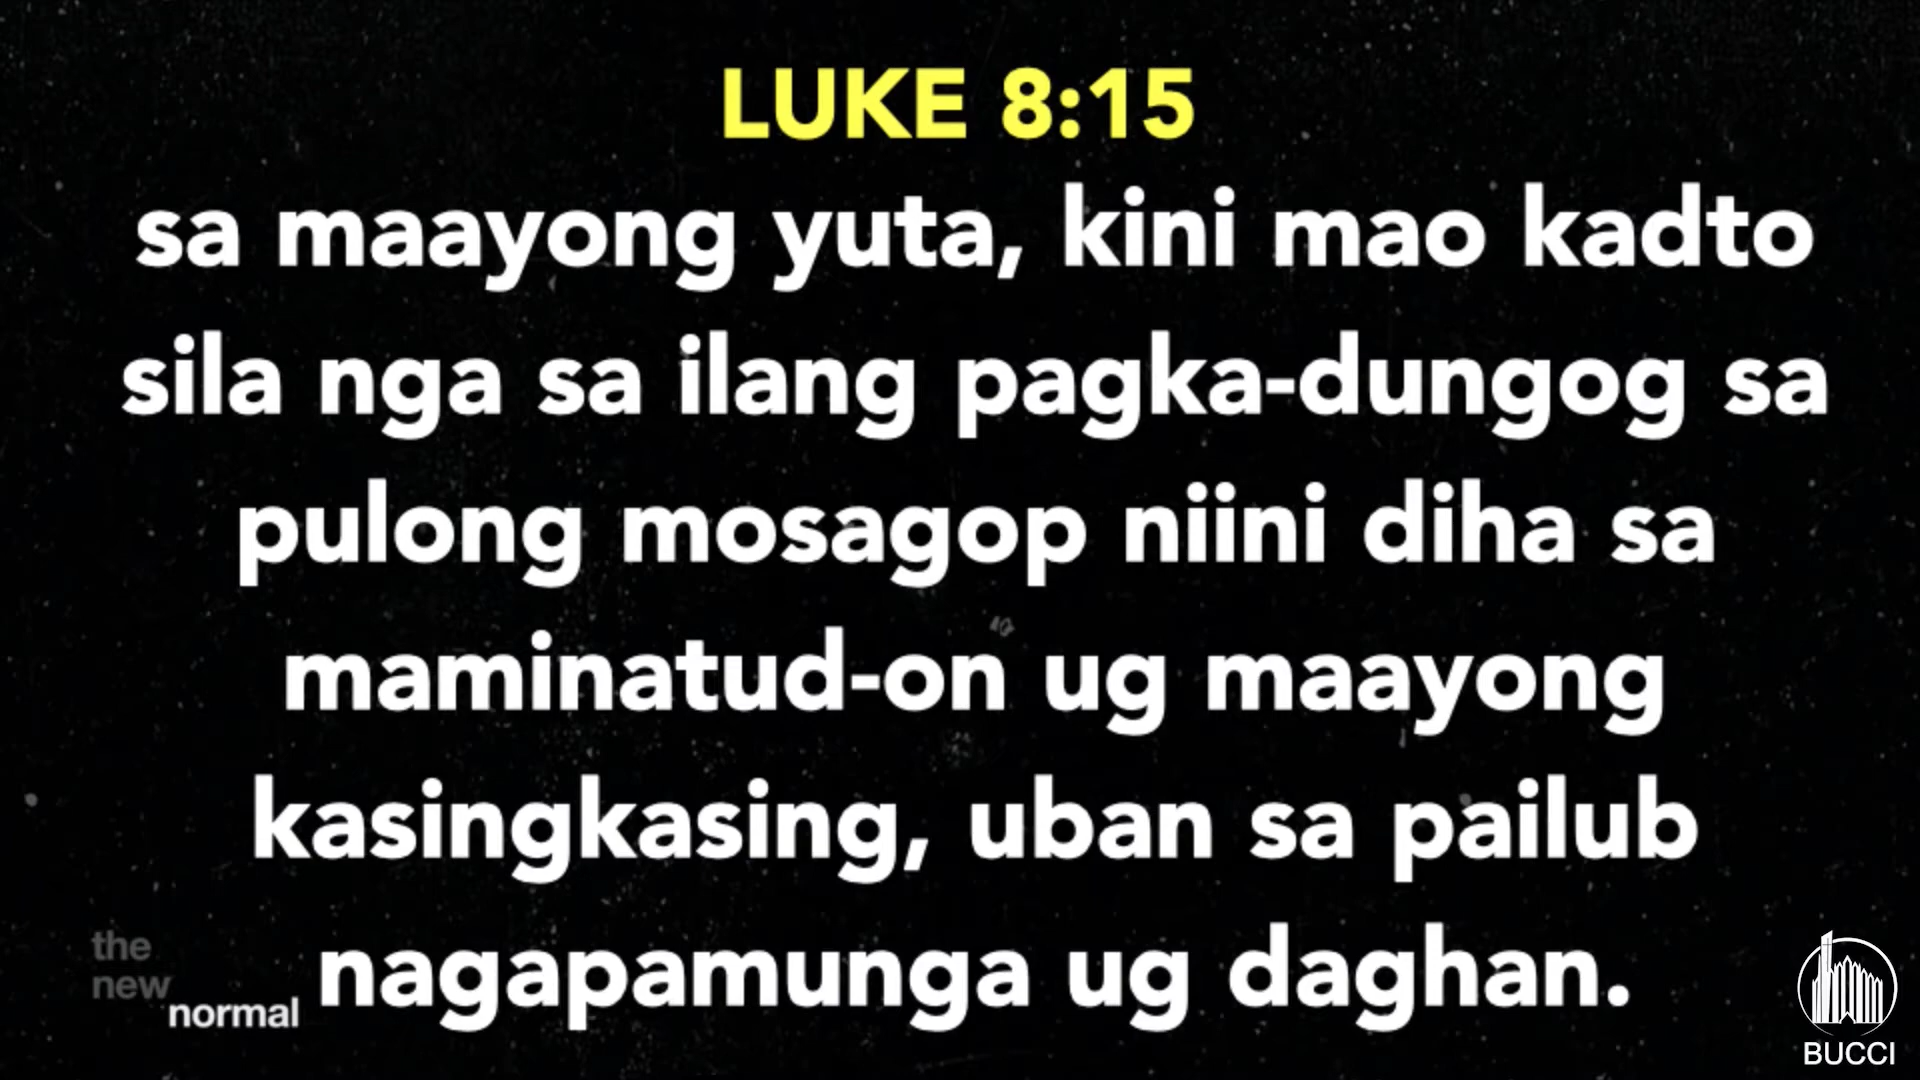 LUKE 8:15
sa maayong yuta, kini mao kadto
sila nga sa ilang pagka-dungog sa
pulong mosagop niini diha sa
maminatud-on ug maayong
kasingkasing, uban sa pailub
nagapamunga ug daghan.
the
new
normal
BUCCI